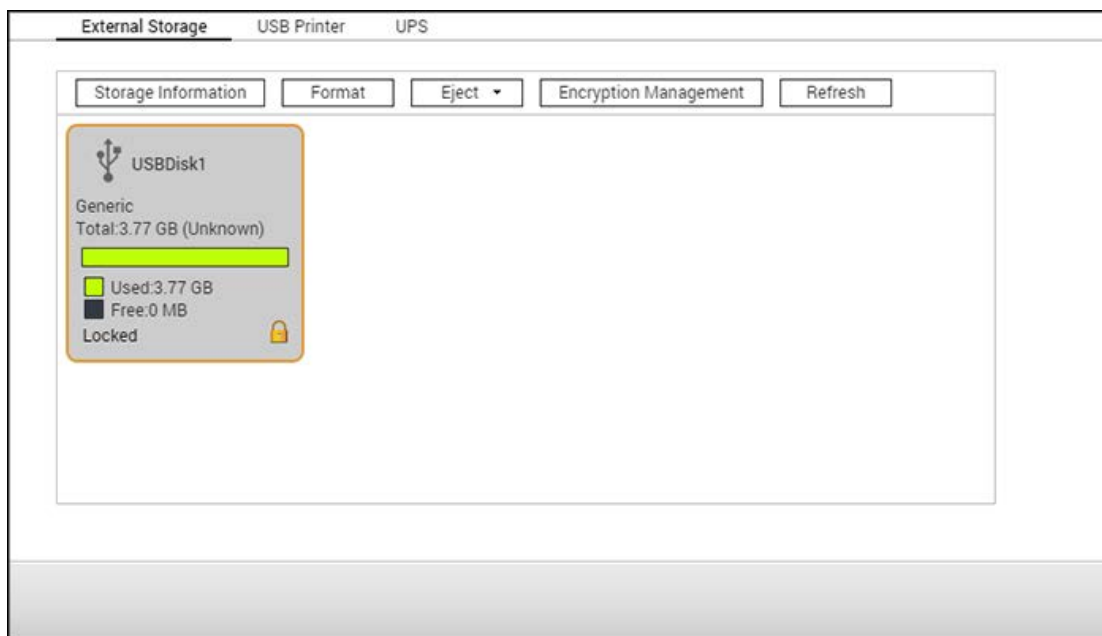 External Storage USB Printer UPS
Storage Information Format Eject Encryption Management Refresh
USBDisk1
Generic
Total:3.77 GB (Unknown)
Used:3.77 GB
Free:0 MB
Locked